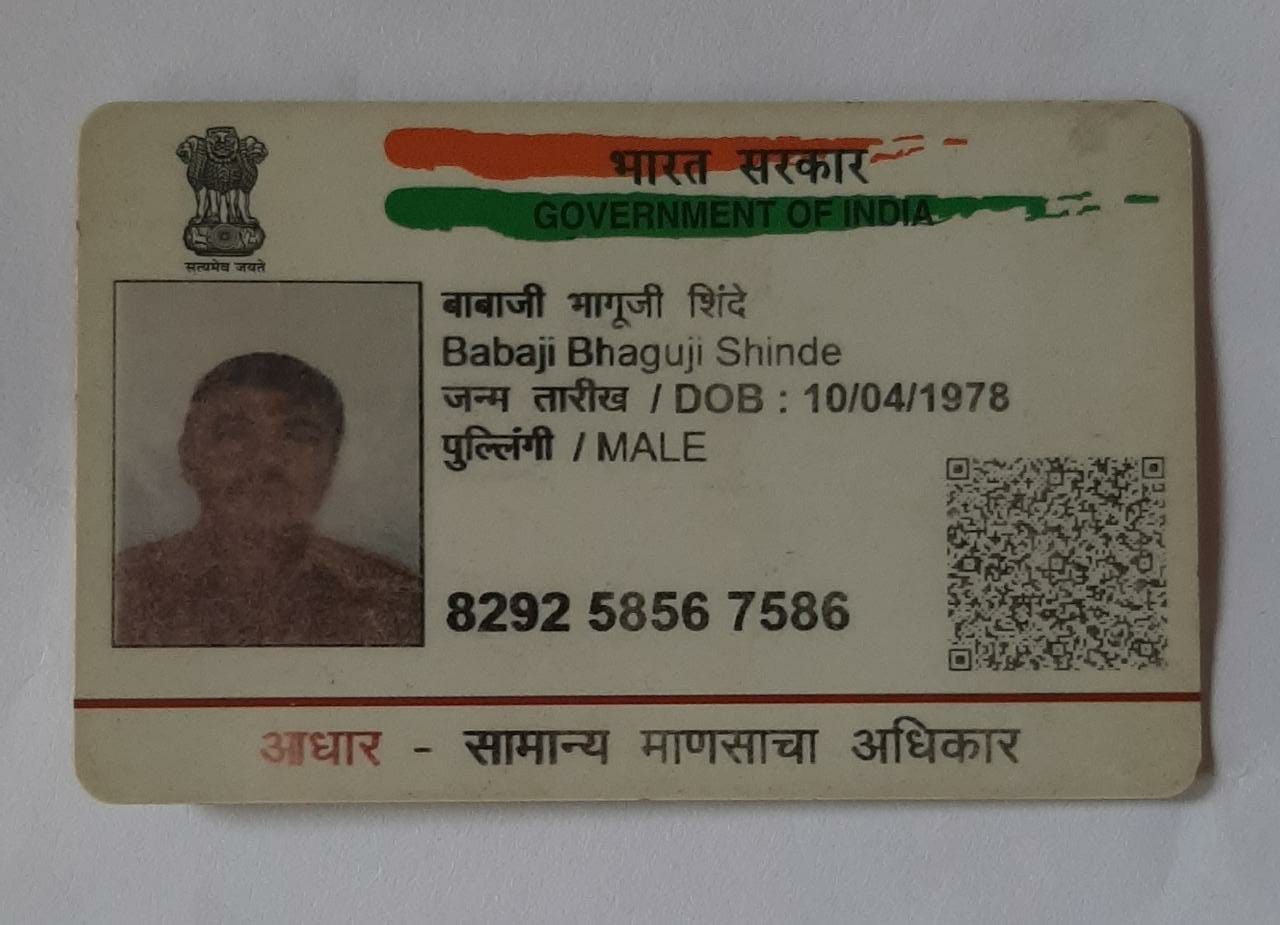 भारत सरकार
GOVERNMENT OF INDIA
सत्यमेव जयते
बाबाजी भागूजी शिंदे
Babaji Bhaguji Shinde
जन्म तारीख / DOB : 10/04/1978
पुल्लिंगी / MALE
8292 5856 7586
आधार - सामान्य माणसाचा अधिकार